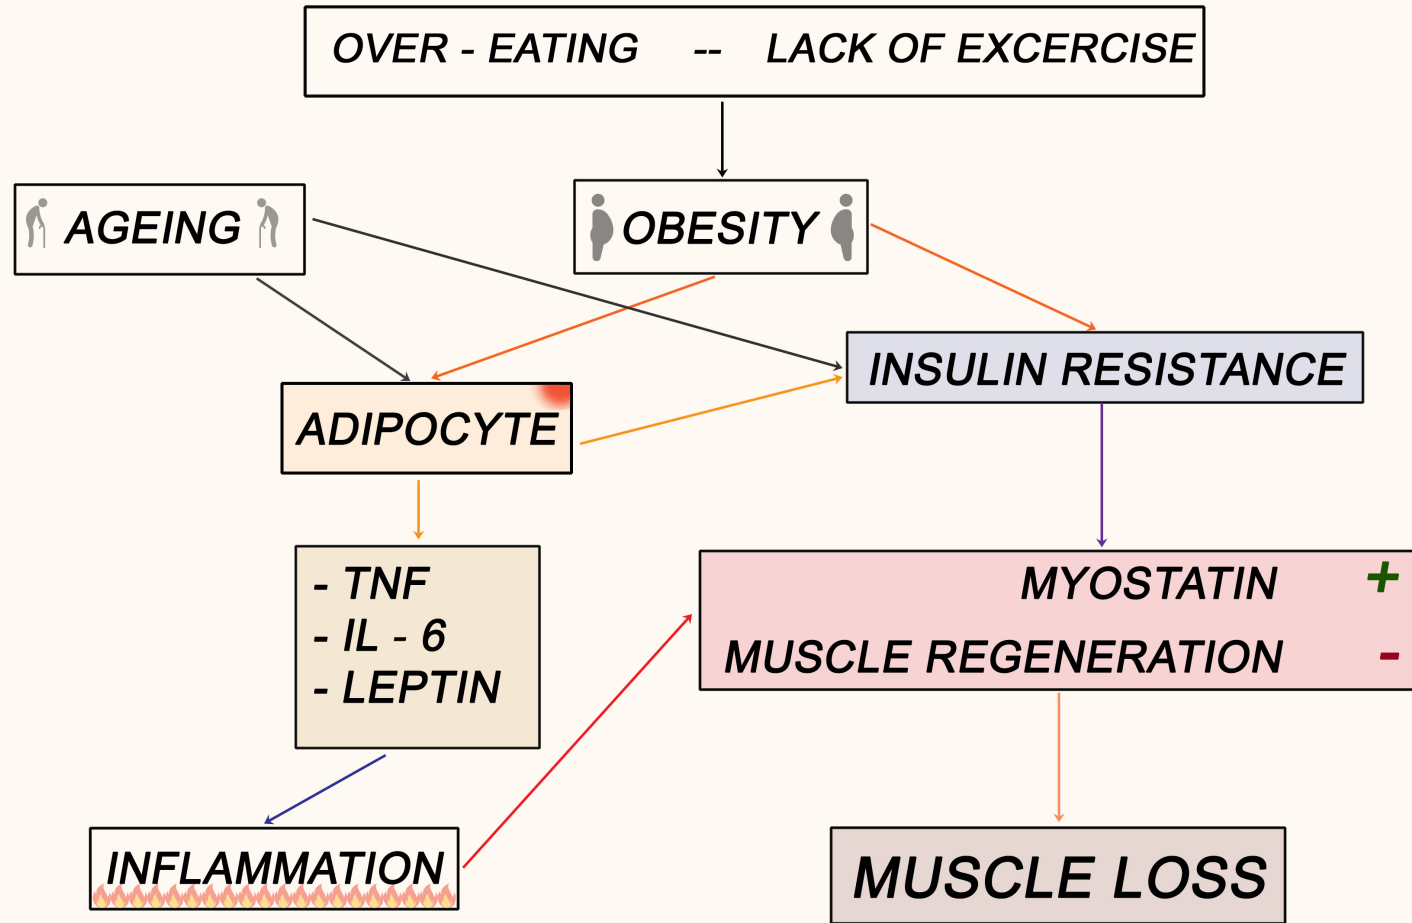 OVER - EATING -- LACK OF EXCERCISE
AGEING
OBESITY
INSULIN RESISTANCE
ADIPOCYTE
- TNF
- IL - 6
- LEPTIN
MYOSTATIN +
MUSCLE REGENERATION -
INFLAMMATION
MUSCLE LOSS